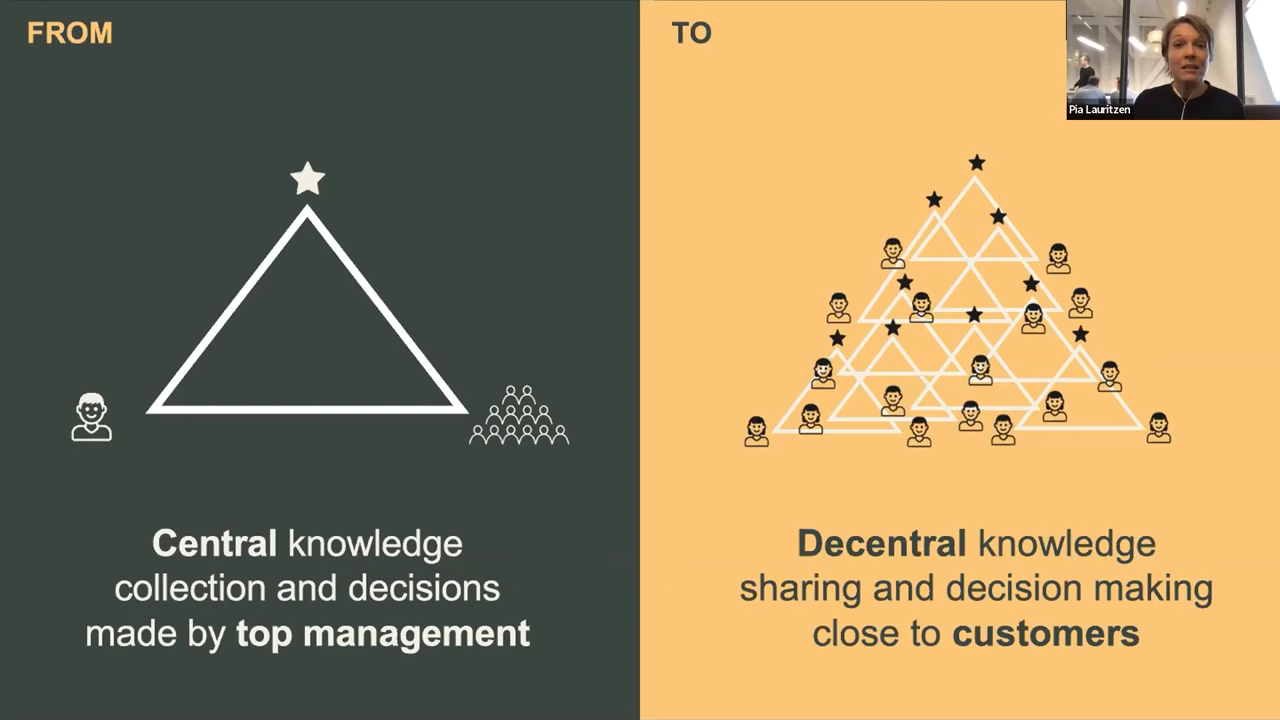 FROM
Central knowledge
collection and decisions
made by top management
TO
Pia Lauritzen
Decentral knowledge
sharing and decision making
close to customers